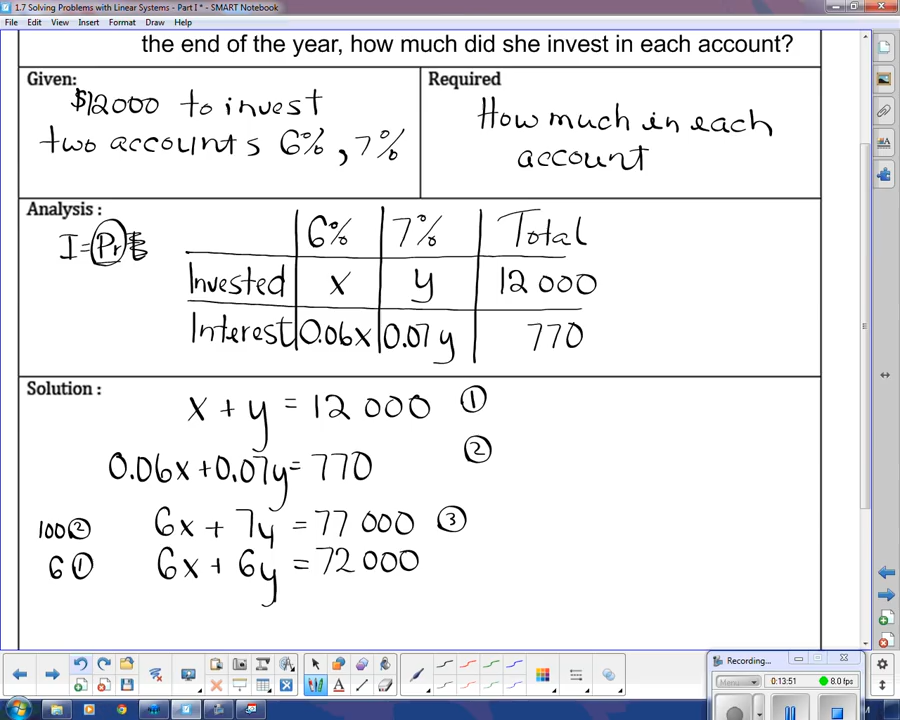 1.7 Solving Problems with Linear Systems - Part I * - SMART Notebook
File Edit View Insert Format Draw Help
the end of the year, how much did she invest in each account?
Given:
$12000 to invest
two accounts 6%, 7%
Required
How much in each
account
Analysis :
I=Prt
6% 7% Total
Invested x y 12 000
Interest 0.06x 0.07y 770
Solution :
x + y = 12 000 ①
0.06x+0.07y= 770 ②
100② 6x + 7y = 77 000 ③
6① 6x + 6y = 72 000
Recording...
Menu 0:13:51 8.0 fps